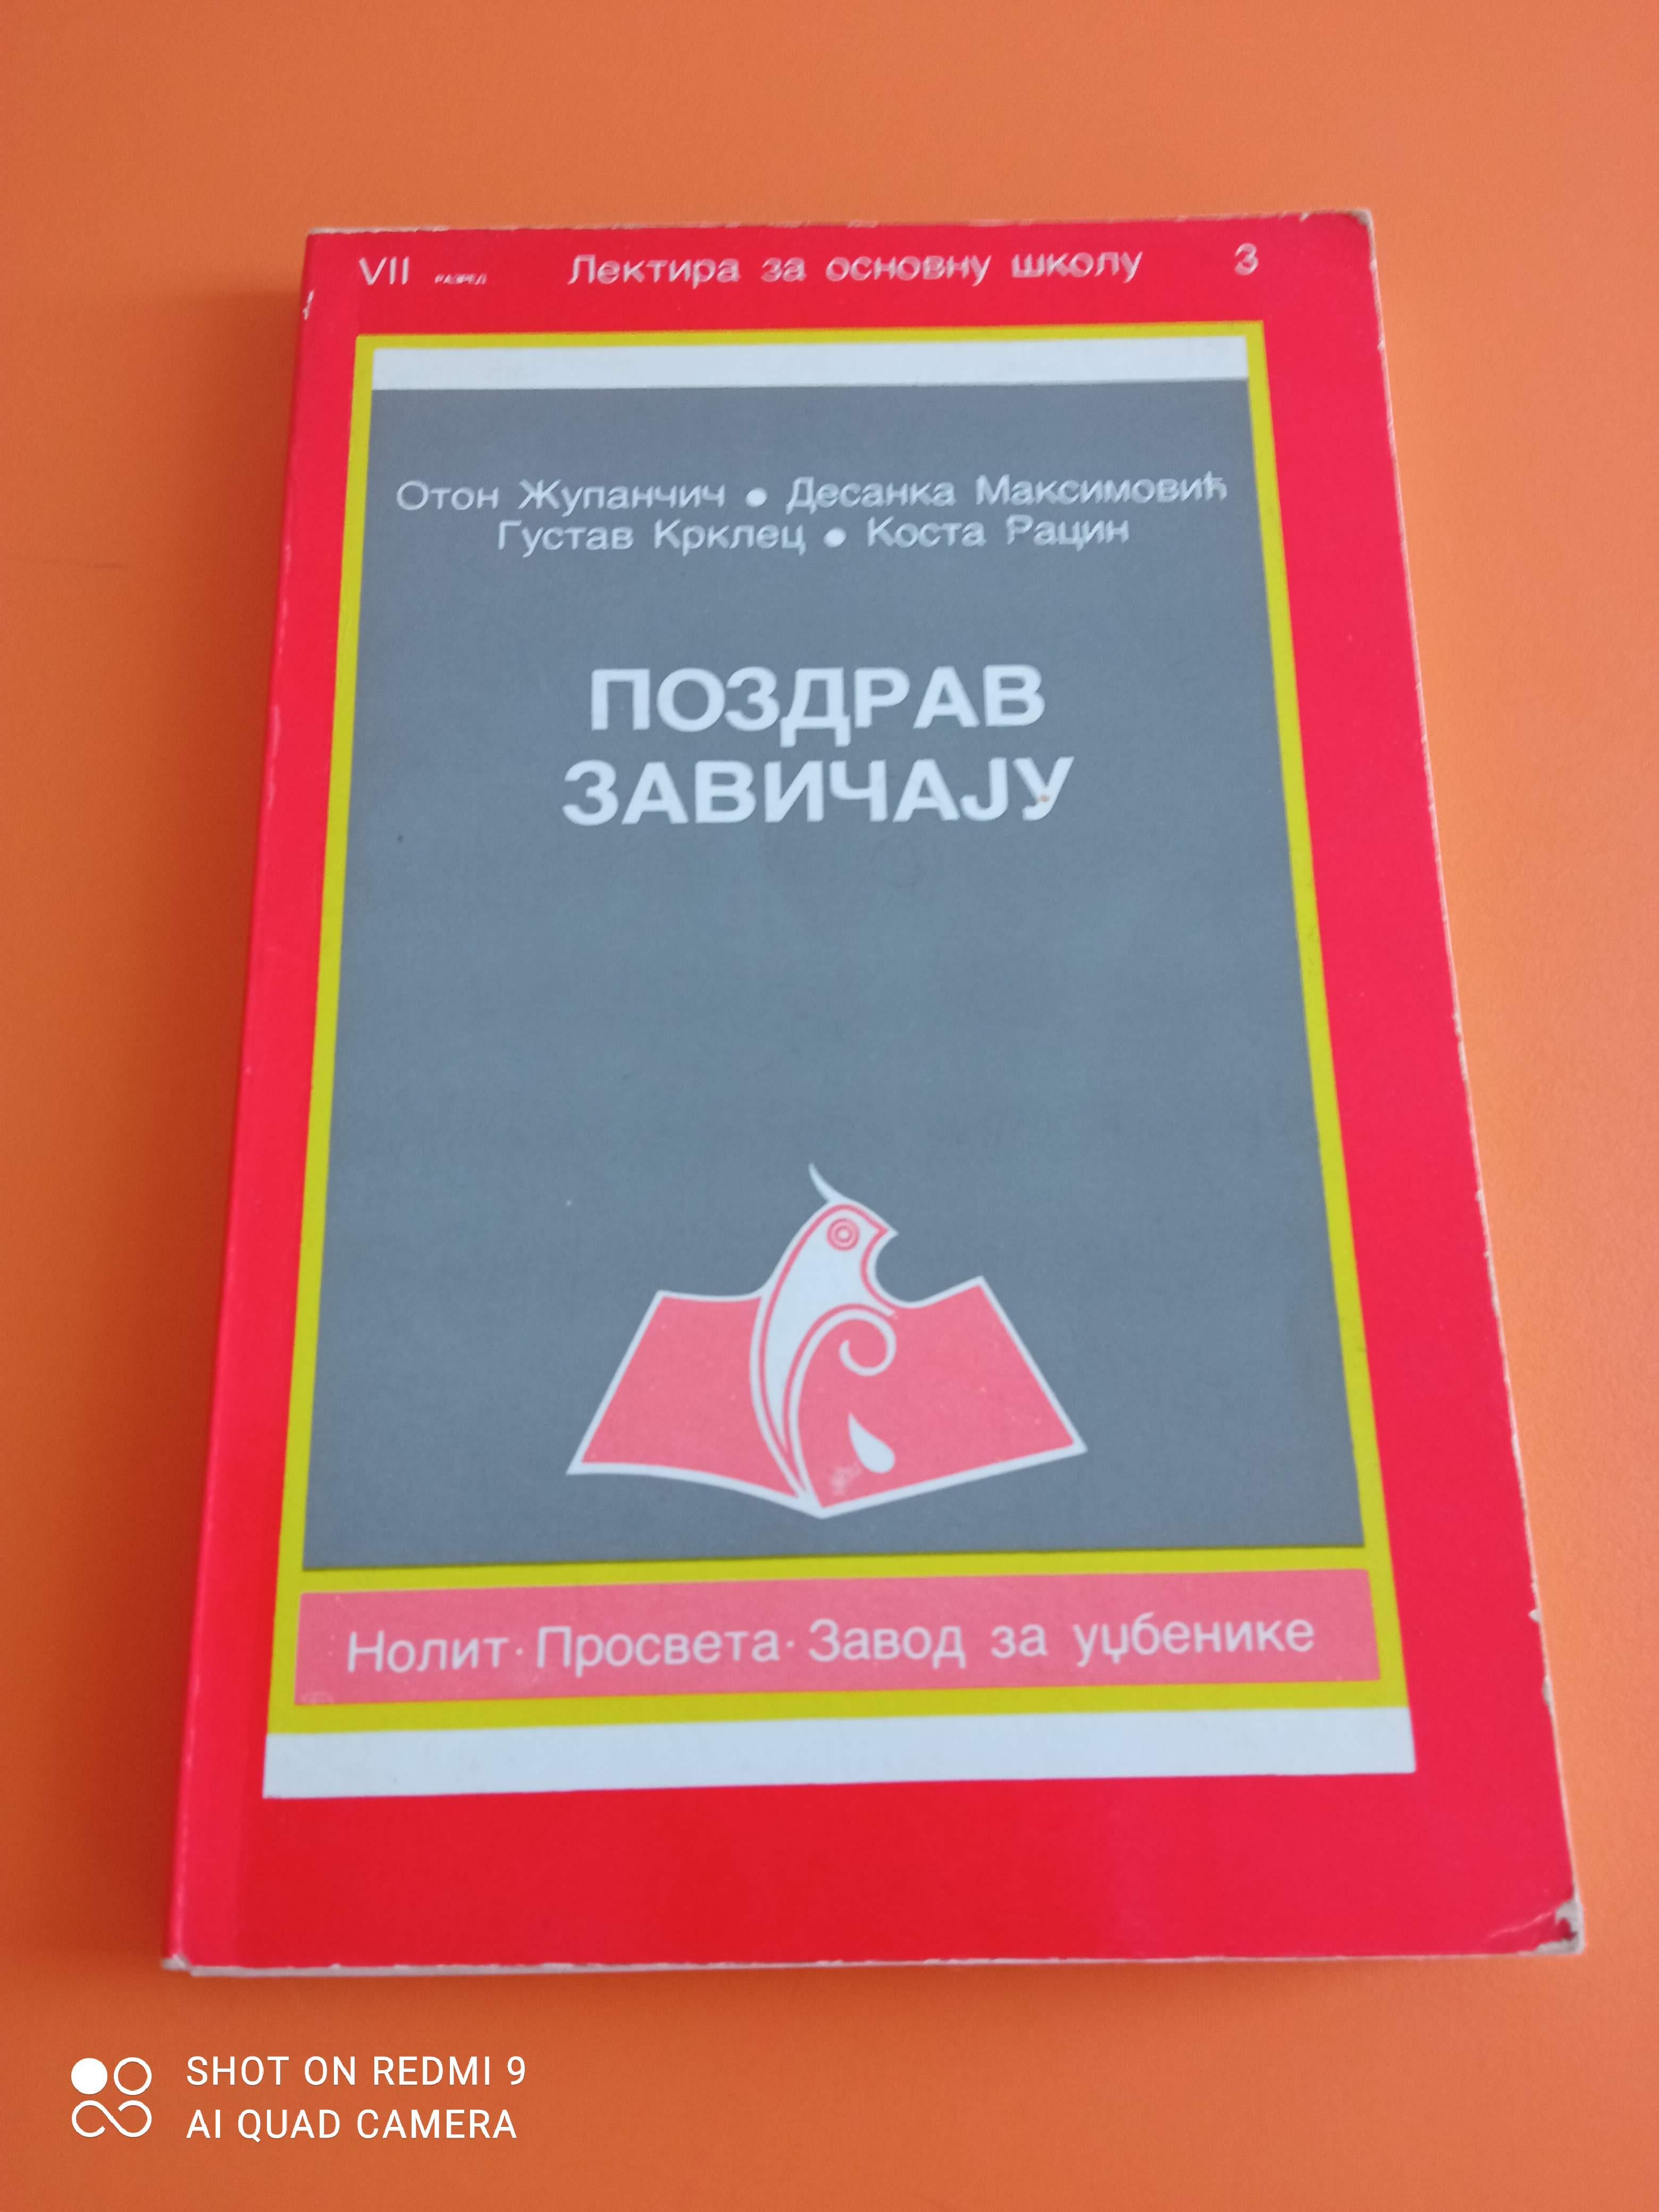 VII РАЗРЕД Лектира за основну школу 3
Отон Жупанчич • Десанка Максимовић
Густав Крклец • Коста Рацин
ПОЗДРАВ
ЗАВИЧАЈУ
Нолит · Просвета · Завод за уџбенике
SHOT ON REDMI 9
AI QUAD CAMERA